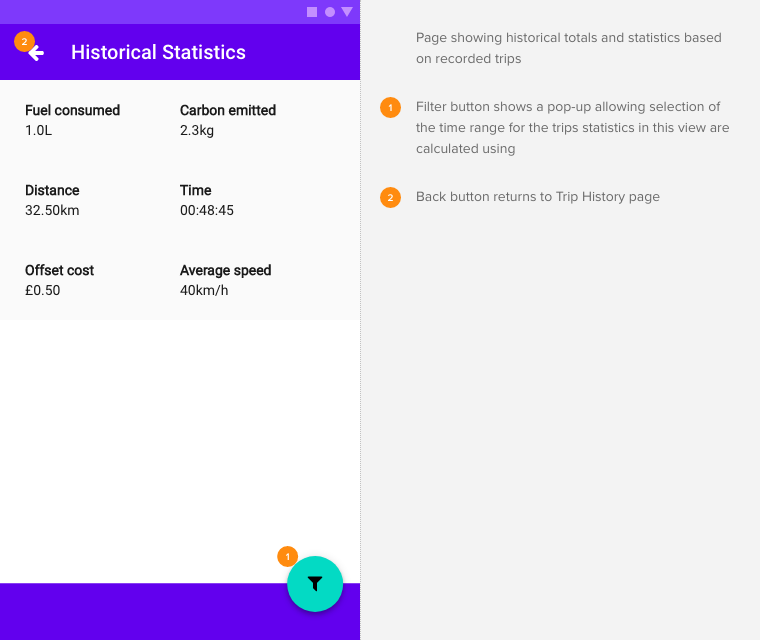 2
Historical Statistics
Fuel consumed
Carbon emitted
1.0L
2.3kg
Distance
Time
32.50km
00:48:45
Offset cost
Average speed
£0.50
40km/h
1
Page showing historical totals and statistics based
on recorded trips
1
Filter button shows a pop-up allowing selection of
the time range for the trips statistics in this view are
calculated using
2
Back button returns to Trip History page